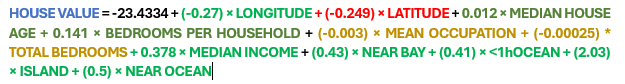 HOUSE VALUE = -23.4334 + (-0.27) × LONGITUDE + (-0.249) × LATITUDE + 0.012 × MEDIAN HOUSE
AGE + 0.141 × BEDROOMS PER HOUSEHOLD + (-0.003) × MEAN OCCUPATION + (-0.00025) *
TOTAL BEDROOMS + 0.378 × MEDIAN INCOME + (0.43) × NEAR BAY + (0.41) × <1hOCEAN + (2.03)
× ISLAND + (0.5) × NEAR OCEAN